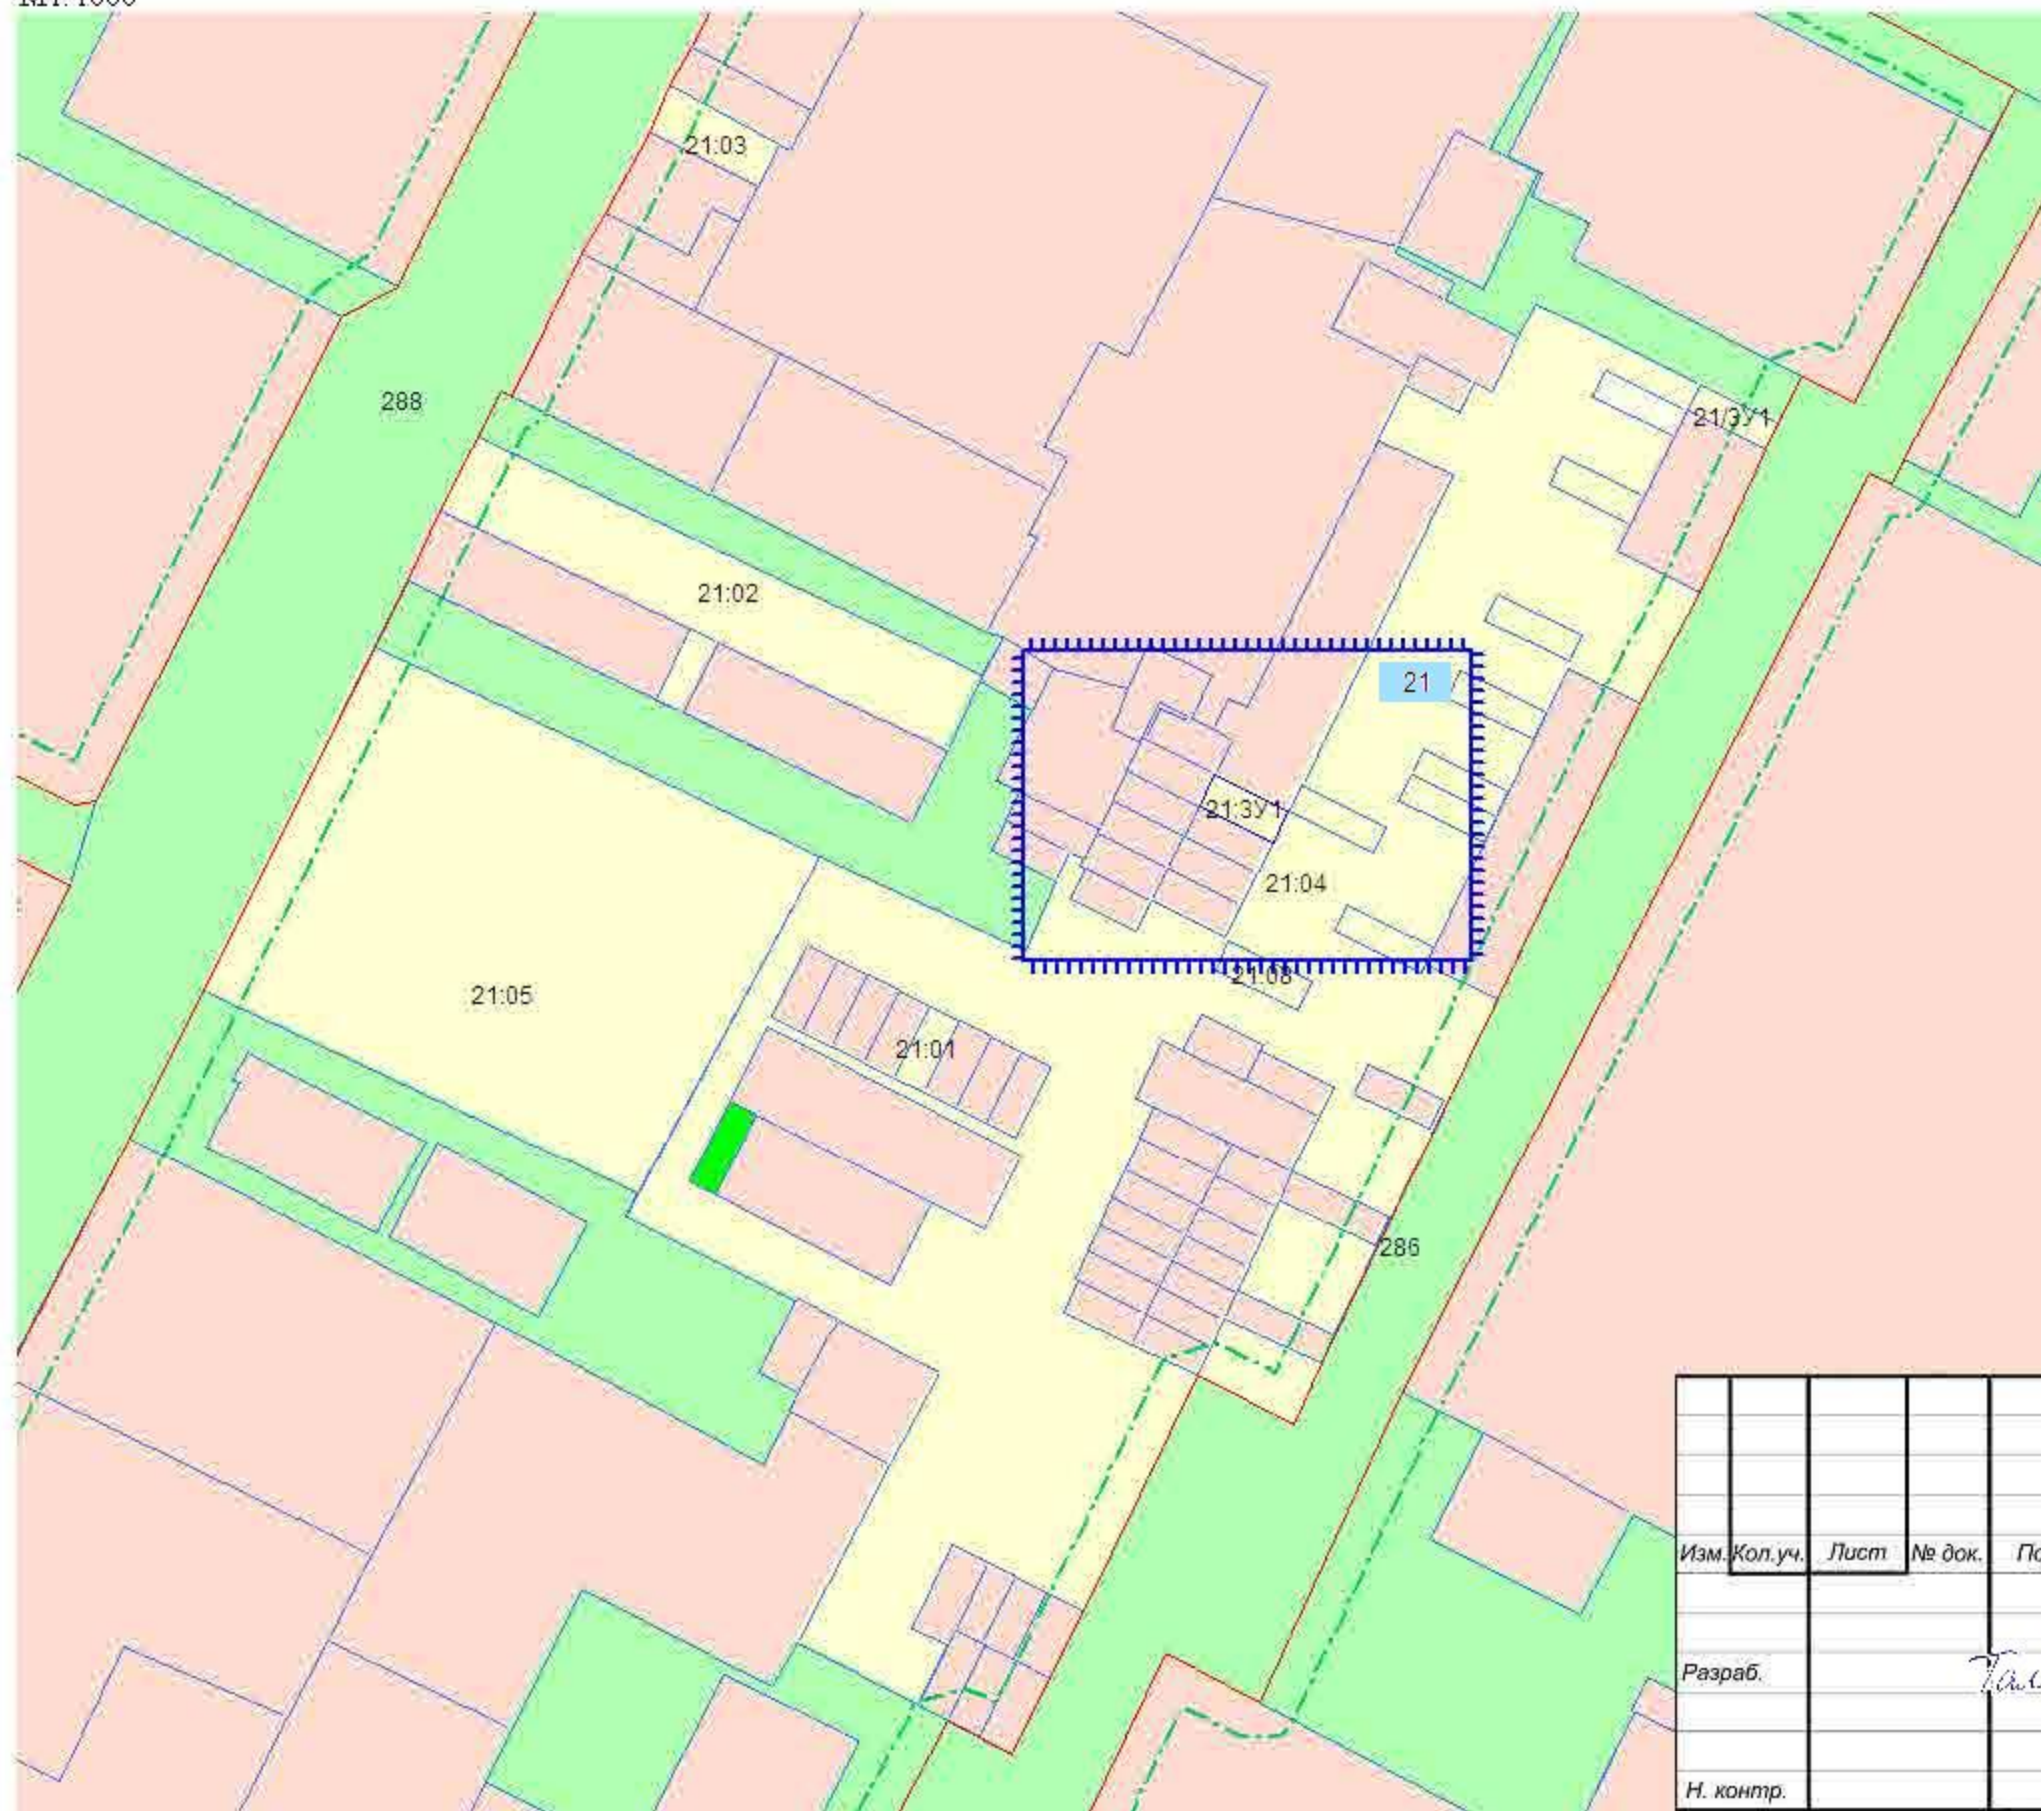 21:03
288
21/ЗУ1
21:02
21
21:ЗУ1
21:04
21:08
21:05
21:01
286
Изм. Кол.уч. Лист № док.
Разраб.
Н. контр.